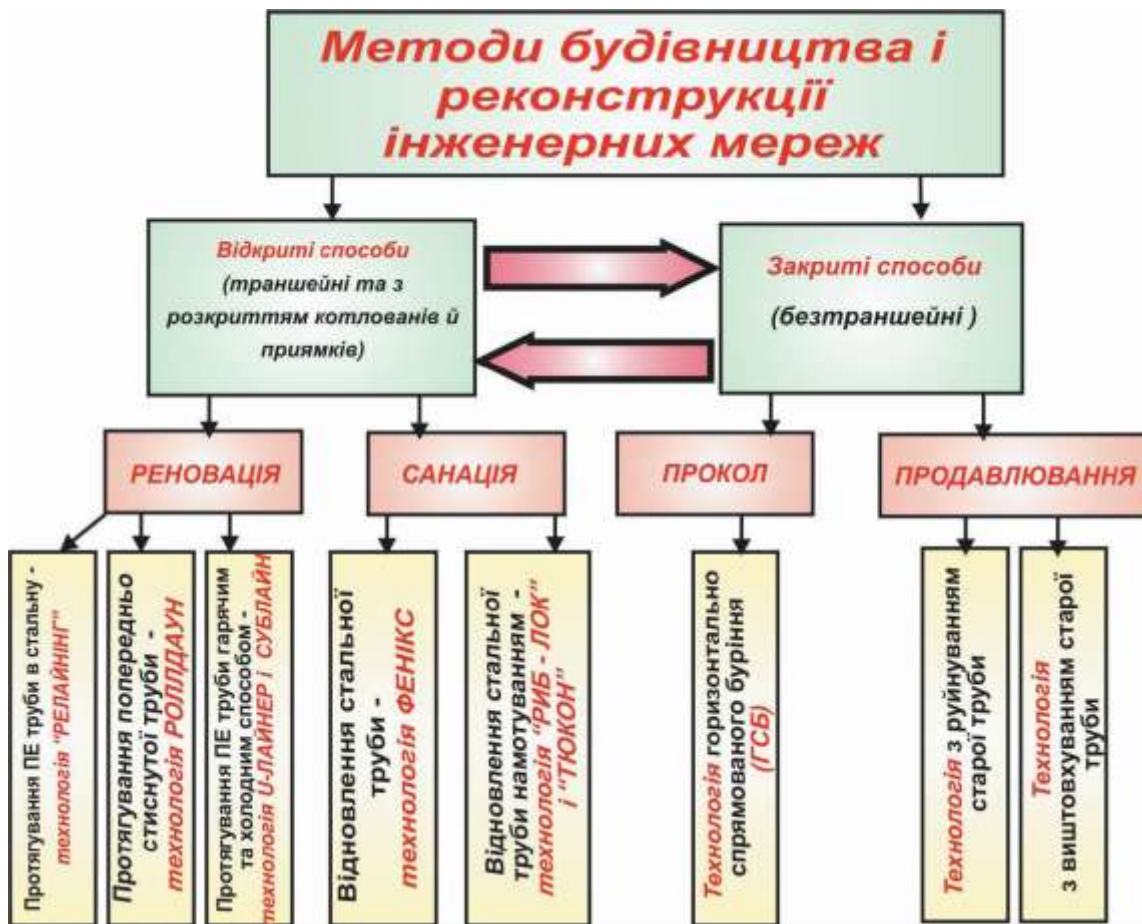 Методи будівництва і
реконструкції
інженерних мереж
Відкриті способи
(траншейні та з
розкриттям котлованів й
приямків)
Закриті способи
(безтраншейні )
РЕНОВАЦІЯ
САНАЦІЯ
ПРОКОЛ
ПРОДАВЛЮВАННЯ
Протягування ПЕ труби в стальну -
технологія “РЕЛАЙНІНГ”
Протягування попередньо
стиснутої труби -
технологія РОЛЛДАУН
Протягування ПЕ труби гарячим
та холодним способом -
технологія U-ЛАЙНЕР і СУБЛАЙН
Відновлення стальної
труби -
технологія ФЕНІКС
Відновлення стальної
труби намотуванням -
технологія “РИБ - ЛОК”
і “ТЮКОН”
Технологія горизонтально
спрямованого буріння
(ГСБ)
Технологія з руйнуванням
старої труби
Технологія
з виштовхуванням старої
труби